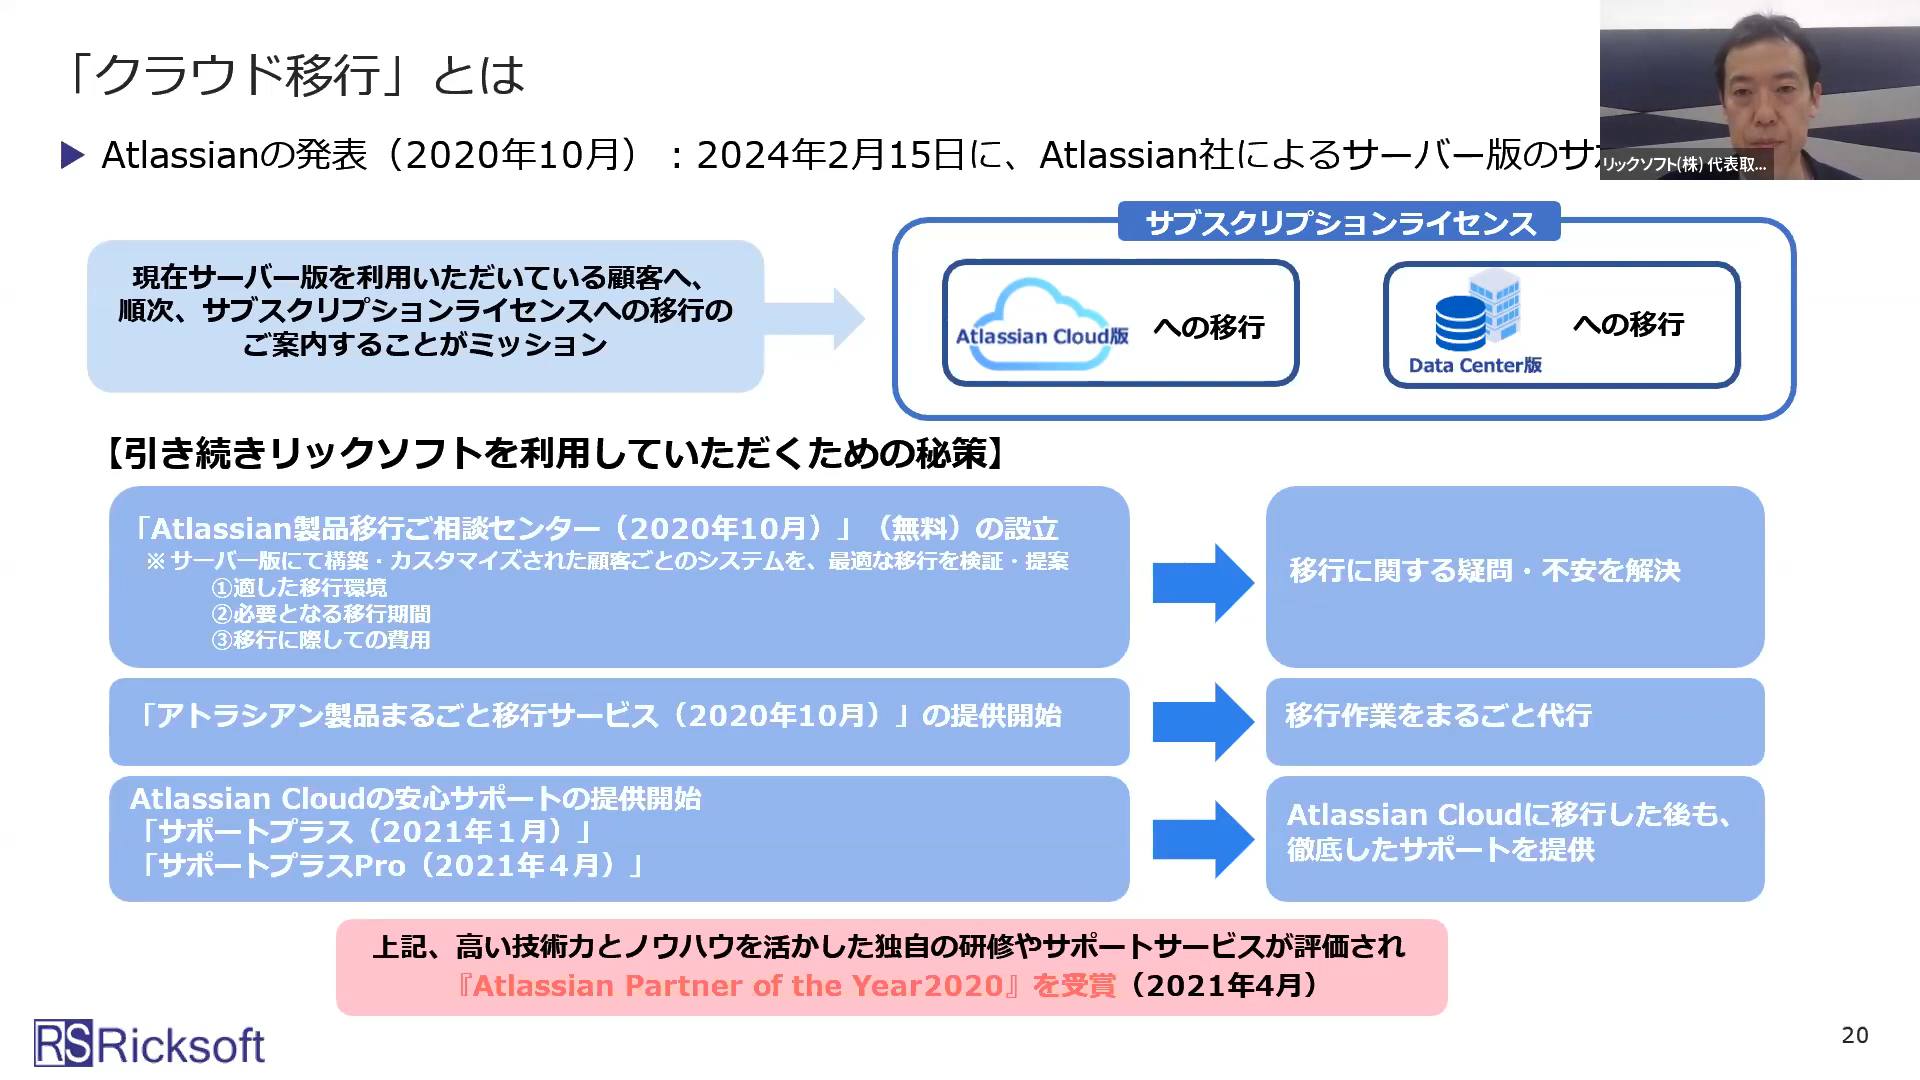 「クラウド移行」とは
Atlassianの発表（2020年10月）：2024年2月15日に、Atlassian社によるサーバー版のサ
リックソフト(株) 代表取...
サブスクリプションライセンス
現在サーバー版を利用いただいている顧客へ、
順次、サブスクリプションライセンスへの移行の
ご案内することがミッション
Atlassian Cloud版
への移行
Data Center版
への移行
【引き続きリックソフトを利用していただくための秘策】
「Atlassian製品移行ご相談センター（2020年10月）」（無料）の設立
※ サーバー版にて構築・カスタマイズされた顧客ごとのシステムを、最適な移行を検証・提案
①適した移行環境
②必要となる移行期間
③移行に際しての費用
移行に関する疑問・不安を解決
「アトラシアン製品まるごと移行サービス（2020年10月）」の提供開始
移行作業をまるごと代行
Atlassian Cloudの安心サポートの提供開始
「サポートプラス（2021年１月）」
「サポートプラスPro（2021年４月）」
Atlassian Cloudに移行した後も、
徹底したサポートを提供
上記、高い技術力とノウハウを活かした独自の研修やサポートサービスが評価され
『Atlassian Partner of the Year2020』を受賞（2021年4月）
RS Ricksoft
20